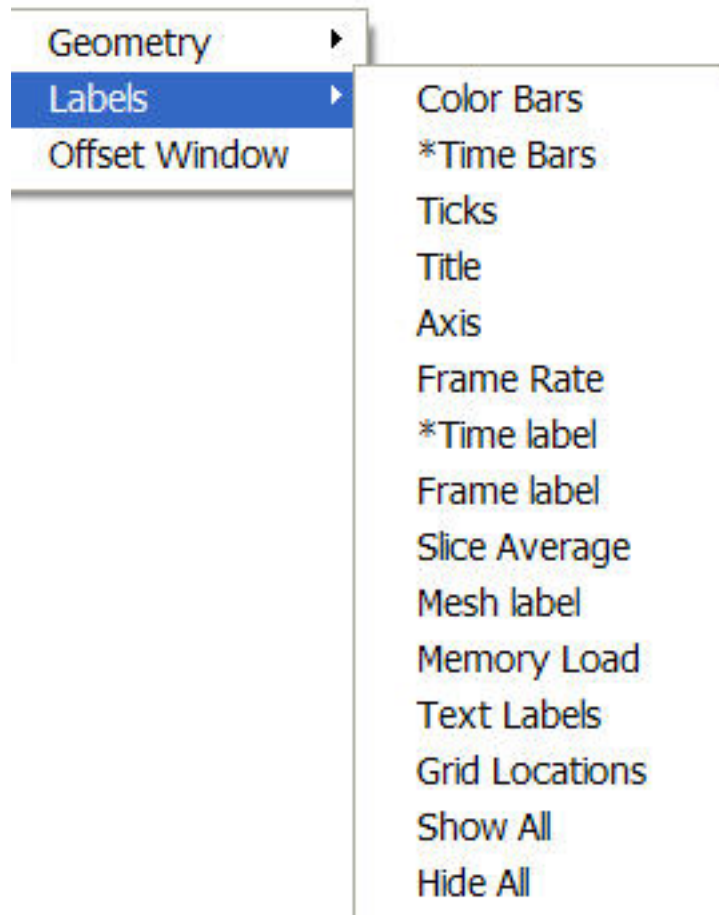 Geometry
Labels
Offset Window
Color Bars
*Time Bars
Ticks
Title
Axis
Frame Rate
*Time label
Frame label
Slice Average
Mesh label
Memory Load
Text Labels
Grid Locations
Show All
Hide All